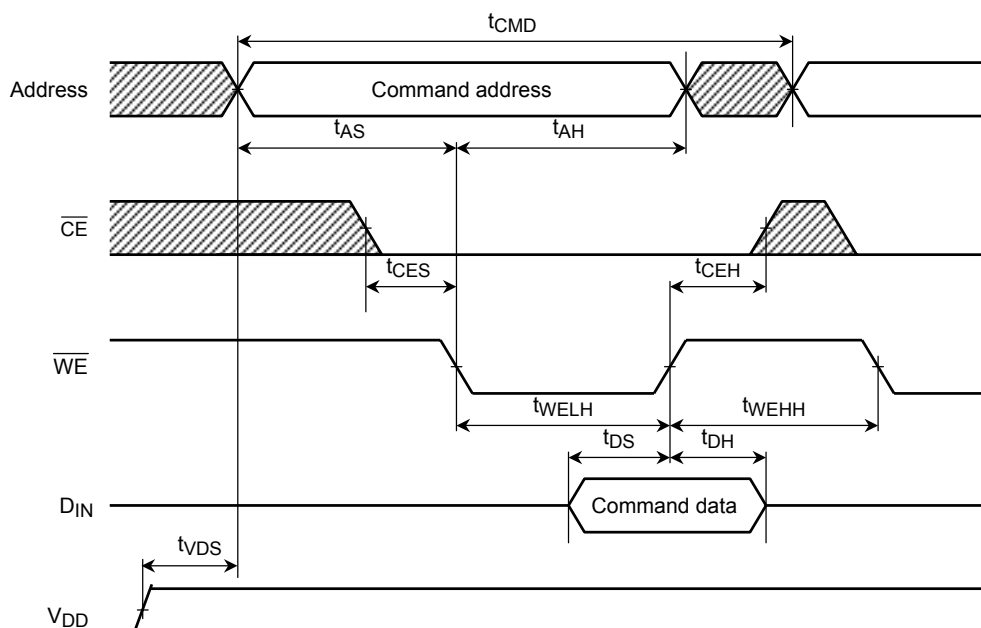 tCMD
Address
Command address
tAS
tAH
CE
tCES
tCEH
WE
tWELH
tWEHH
tDS
tDH
DIN
Command data
tVDS
VDD